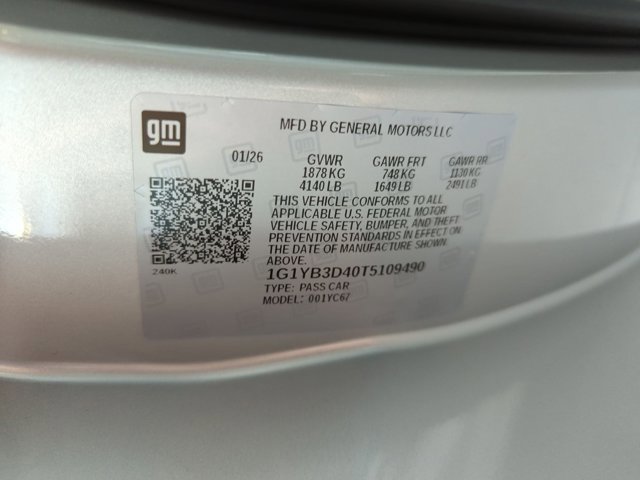 gm
MFD BY GENERAL MOTORS LLC
01/26 GVWR GAWR FRT GAWR RR
1878 KG 748 KG 1130 KG
4140 LB 1649 LB 2491 LB
THIS VEHICLE CONFORMS TO ALL
APPLICABLE U.S. FEDERAL MOTOR
VEHICLE SAFETY, BUMPER, AND THEFT
PREVENTION STANDARDS IN EFFECT ON
THE DATE OF MANUFACTURE SHOWN
ABOVE.
240K
1G1YB3D40T5109490
TYPE: PASS CAR
MODEL: 001YC67